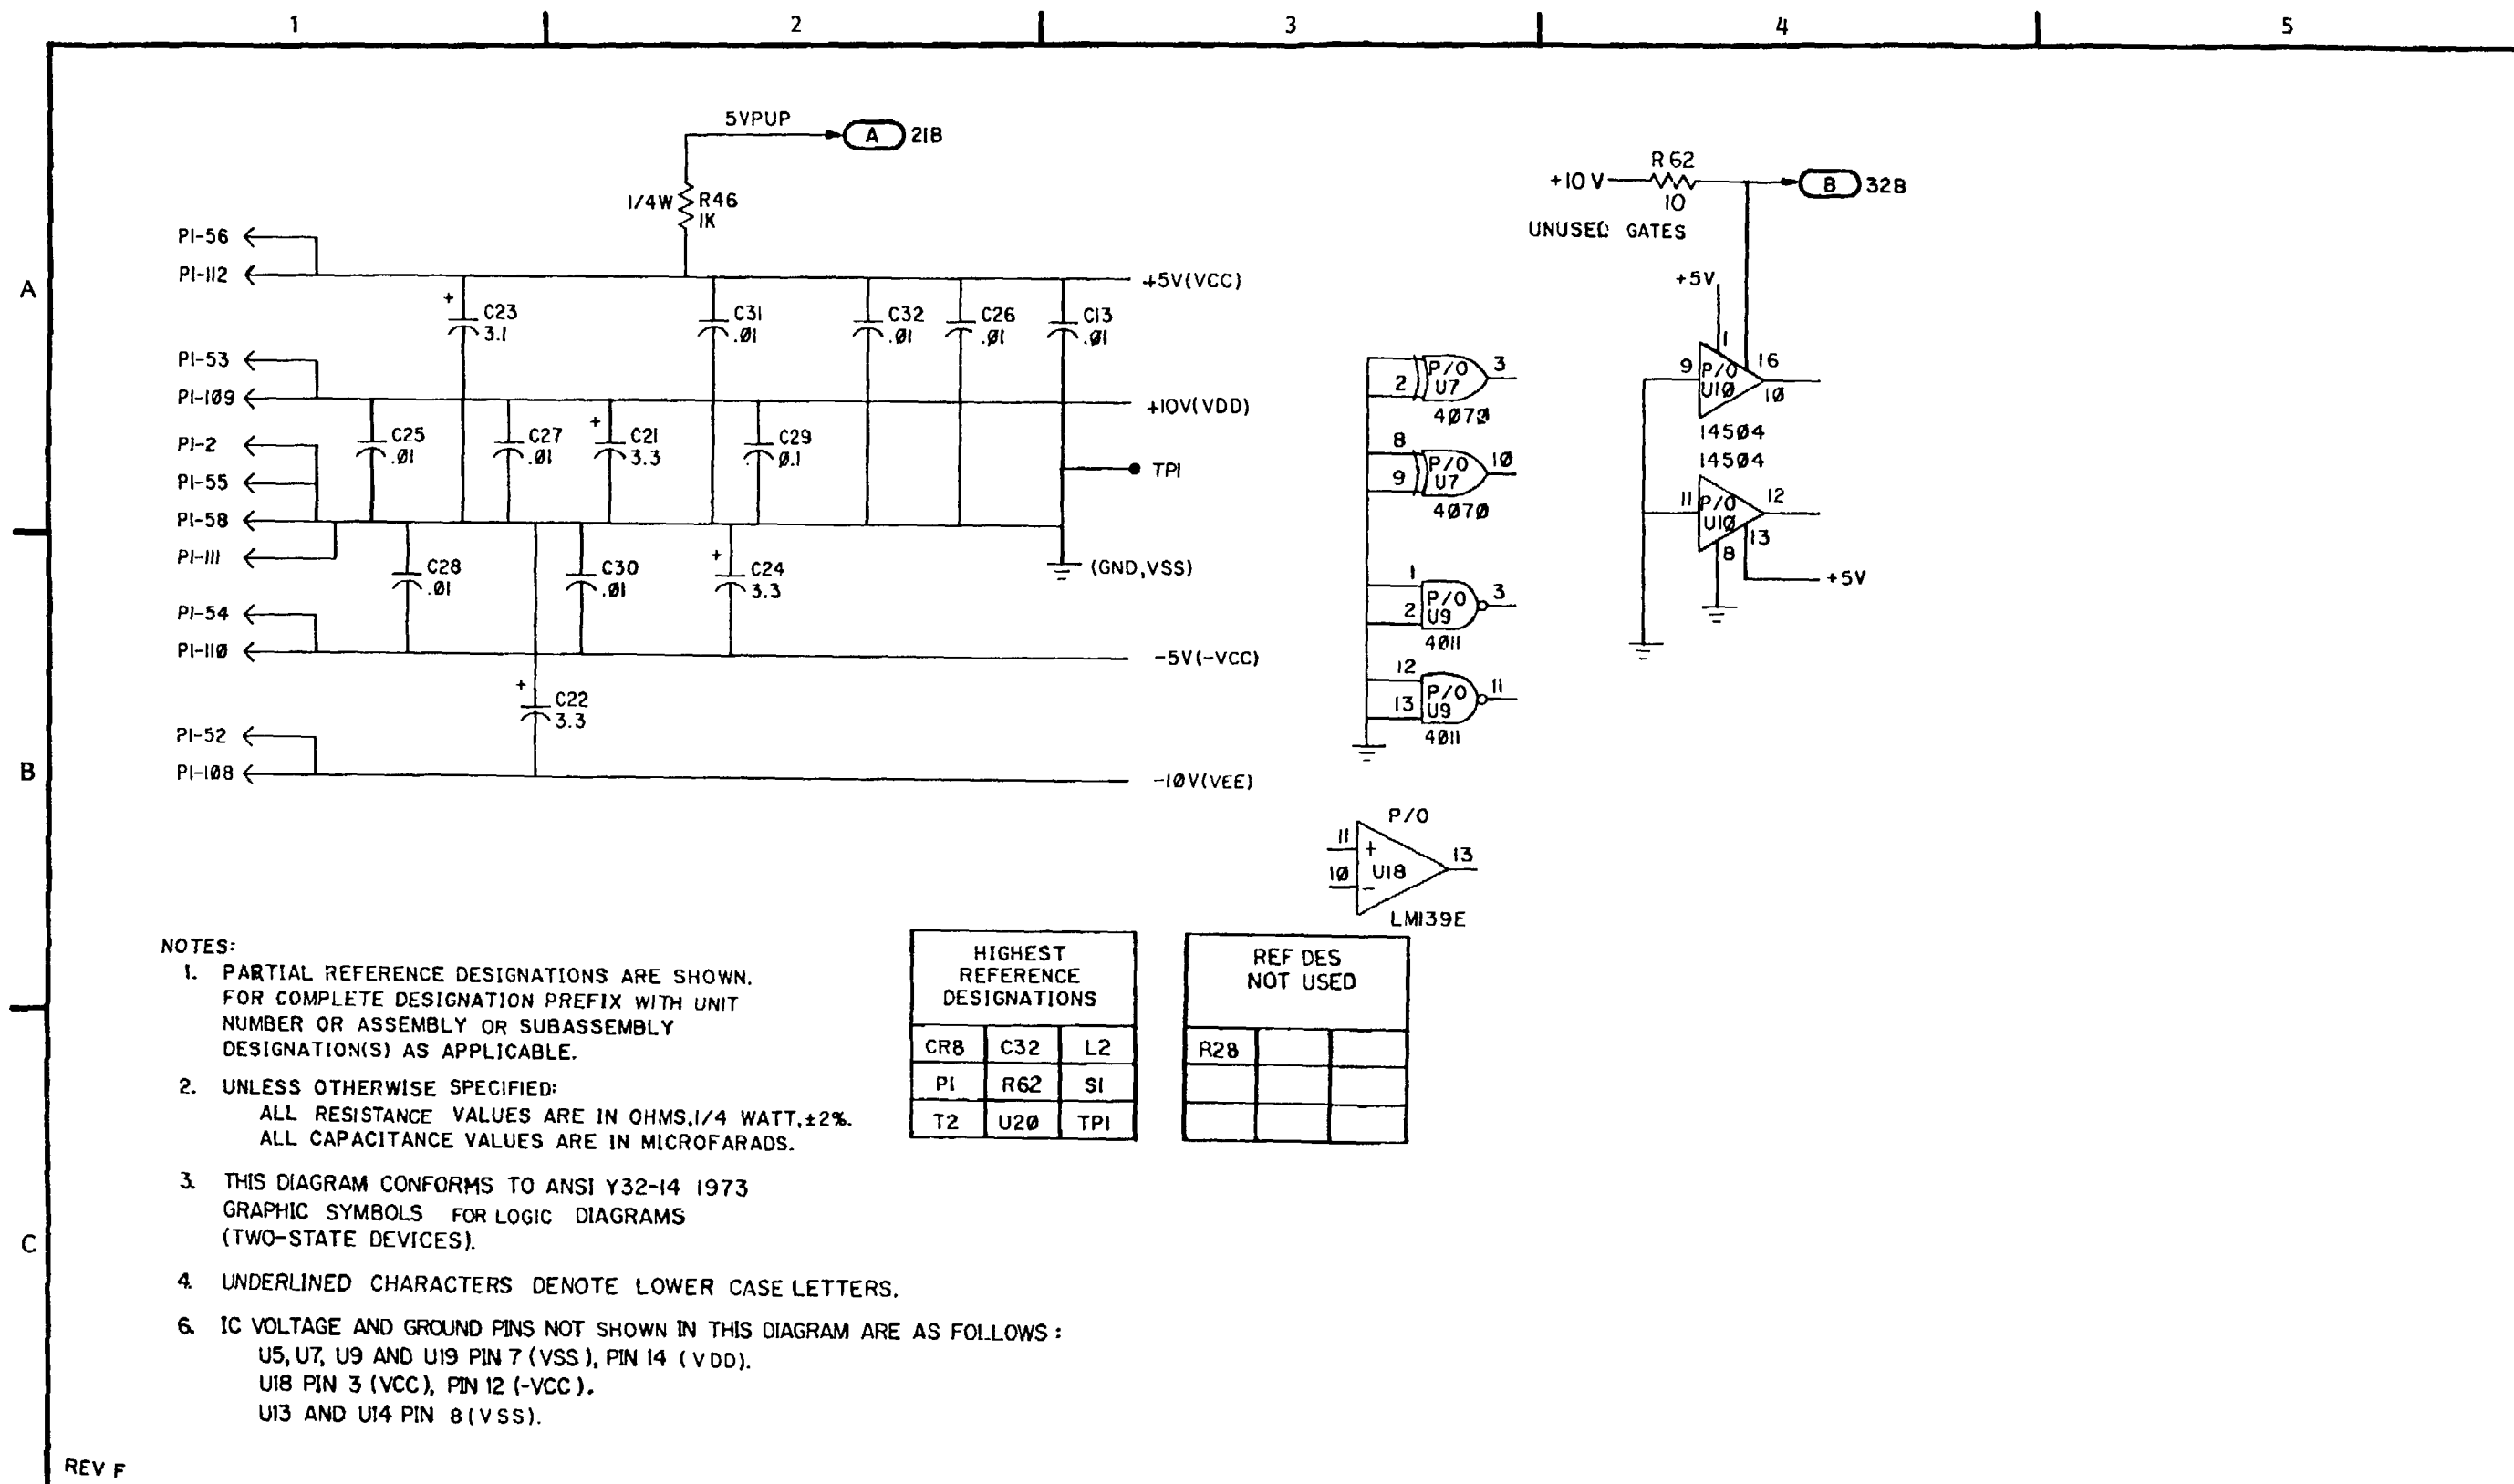 1 2 3 4 5
A
B
C
5VPUP
A 21B
1/4W
R46
1K
P1-56
P1-112
P1-53
P1-109
P1-2
P1-55
P1-58
P1-111
P1-54
P1-110
P1-52
P1-108
+5V(VCC)
+ C23
3.1
C31
.01
C32
.01
C26
.01
C13
.01
+10V(VDD)
C25
.01
C27
.01
+ C21
3.3
C29
0.1
TP1
C28
.01
C30
.01
+ C24
3.3
(GND,VSS)
-5V(-VCC)
+ C22
3.3
-10V(VEE)
R62
+10V
10
B 32B
UNUSED GATES
+5V
1
16
9 P/O
U10
10
14504
14504
11 P/O
U10
12
13
8
+5V
P/O 3
2 U7
4070
8
P/O 10
9 U7
4070
1
P/O 3
2 U9
4011
12
P/O 11
13 U9
4011
P/O
11 +
U18 13
10 -
LM139E
NOTES:
1. PARTIAL REFERENCE DESIGNATIONS ARE SHOWN.
FOR COMPLETE DESIGNATION PREFIX WITH UNIT
NUMBER OR ASSEMBLY OR SUBASSEMBLY
DESIGNATION(S) AS APPLICABLE.
2. UNLESS OTHERWISE SPECIFIED:
ALL RESISTANCE VALUES ARE IN OHMS,1/4 WATT,±2%.
ALL CAPACITANCE VALUES ARE IN MICROFARADS.
3. THIS DIAGRAM CONFORMS TO ANSI Y32-14 1973
GRAPHIC SYMBOLS FOR LOGIC DIAGRAMS
(TWO-STATE DEVICES).
4. UNDERLINED CHARACTERS DENOTE LOWER CASE LETTERS.
6. IC VOLTAGE AND GROUND PINS NOT SHOWN IN THIS DIAGRAM ARE AS FOLLOWS:
U5, U7, U9 AND U19 PIN 7 (VSS), PIN 14 (VDD).
U18 PIN 3 (VCC), PIN 12 (-VCC).
U13 AND U14 PIN 8 (VSS).
HIGHEST
REFERENCE
DESIGNATIONS
CR8 C32 L2
P1 R62 S1
T2 U20 TP1
REF DES
NOT USED
R28
REV F